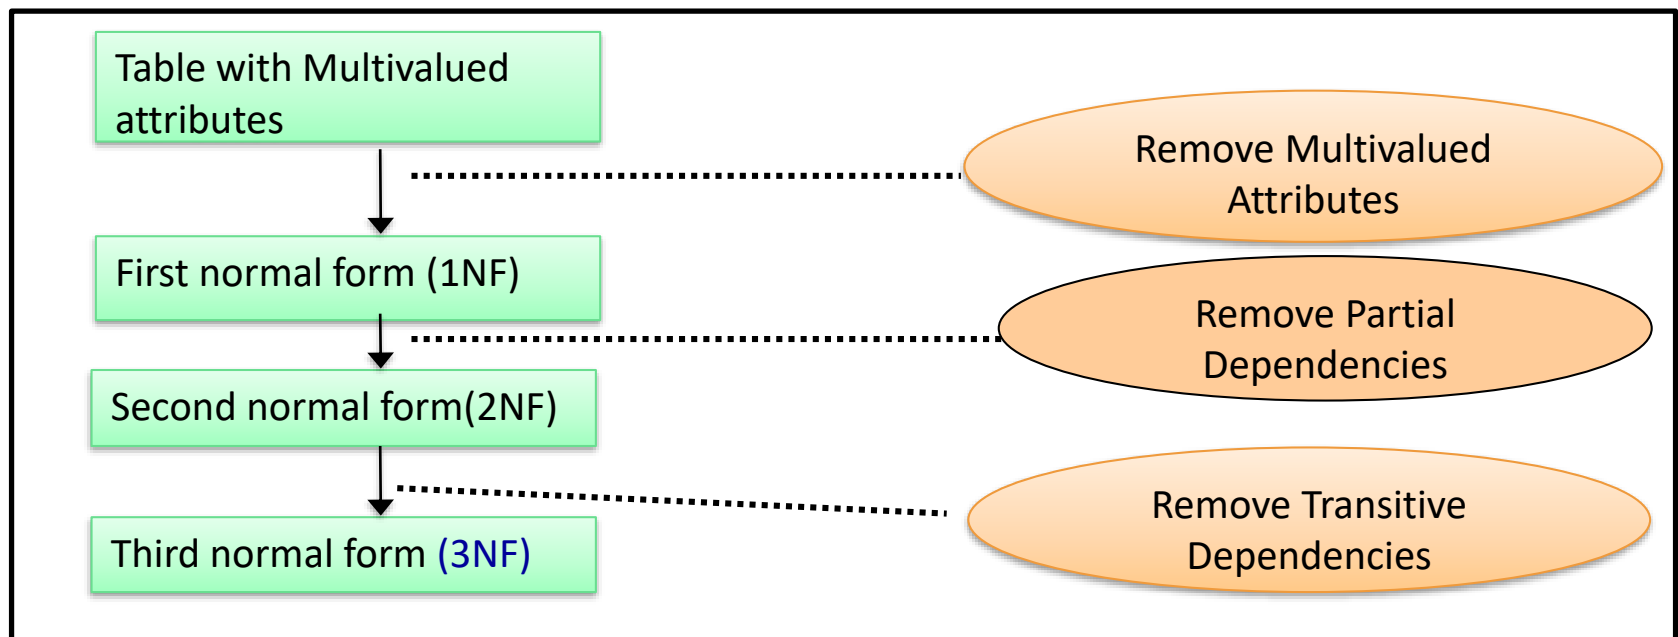 Table with Multivalued
attributes
Remove Multivalued
Attributes
First normal form (1NF)
Remove Partial
Dependencies
Second normal form(2NF)
Remove Transitive
Dependencies
Third normal form (3NF)